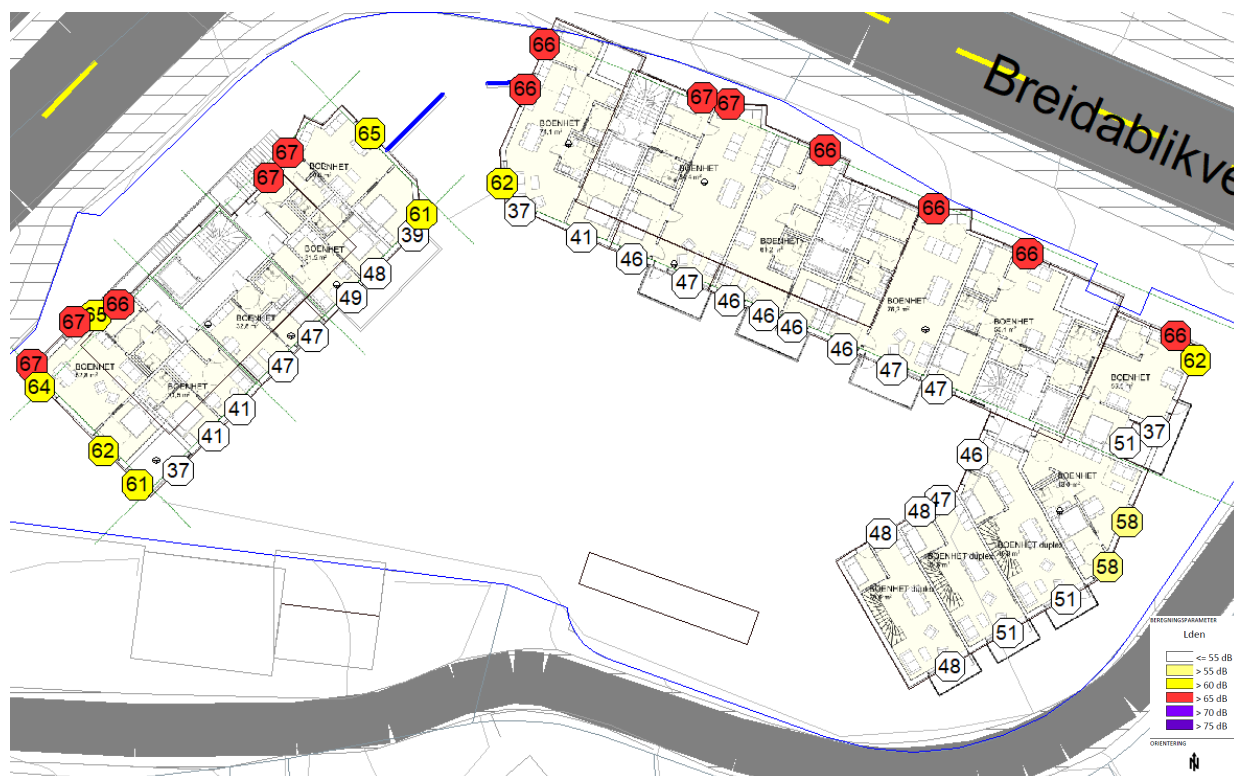 Breidablikve
66
66
67
67
66
66
66
66
62
62
37
41
46
47
46
46
46
46
47
47
51
37
65
67
67
61
39
48
49
47
47
41
41
37
61
62
64
67
67
65
66
46
47
48
48
58
58
51
51
48
BOENHET
BOENHET
BOENHET
BOENHET
BOENHET
BOENHET
BOENHET
BOENHET
BOENHET
BOENHET
BOENHET
BOENHET
BOENHET duplex
BOENHET duplex
BOENHET duplex
BEREGNINGSPARAMETER
Lden
<= 55 dB
> 55 dB
> 60 dB
> 65 dB
> 70 dB
> 75 dB
ORIENTERING
N